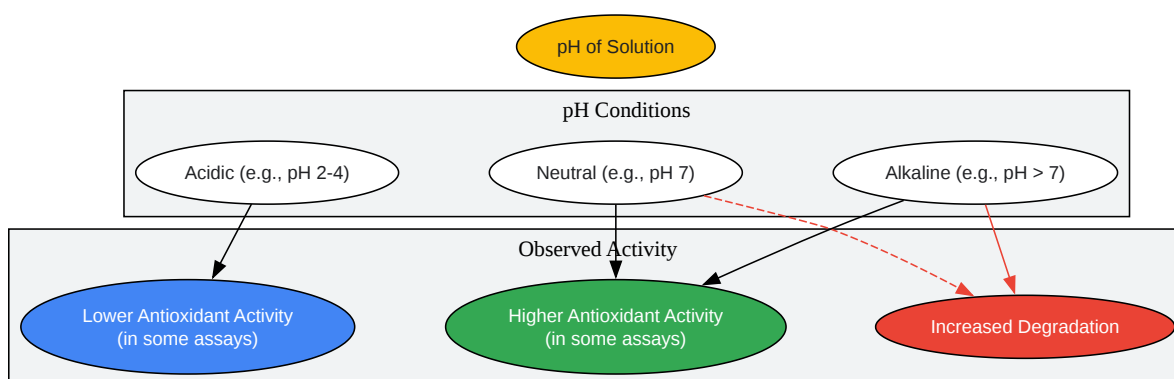 pH of Solution
pH Conditions
Acidic (e.g., pH 2-4)
Neutral (e.g., pH 7)
Alkaline (e.g., pH > 7)
Observed Activity
Lower Antioxidant Activity
(in some assays)
Higher Antioxidant Activity
(in some assays)
Increased Degradation